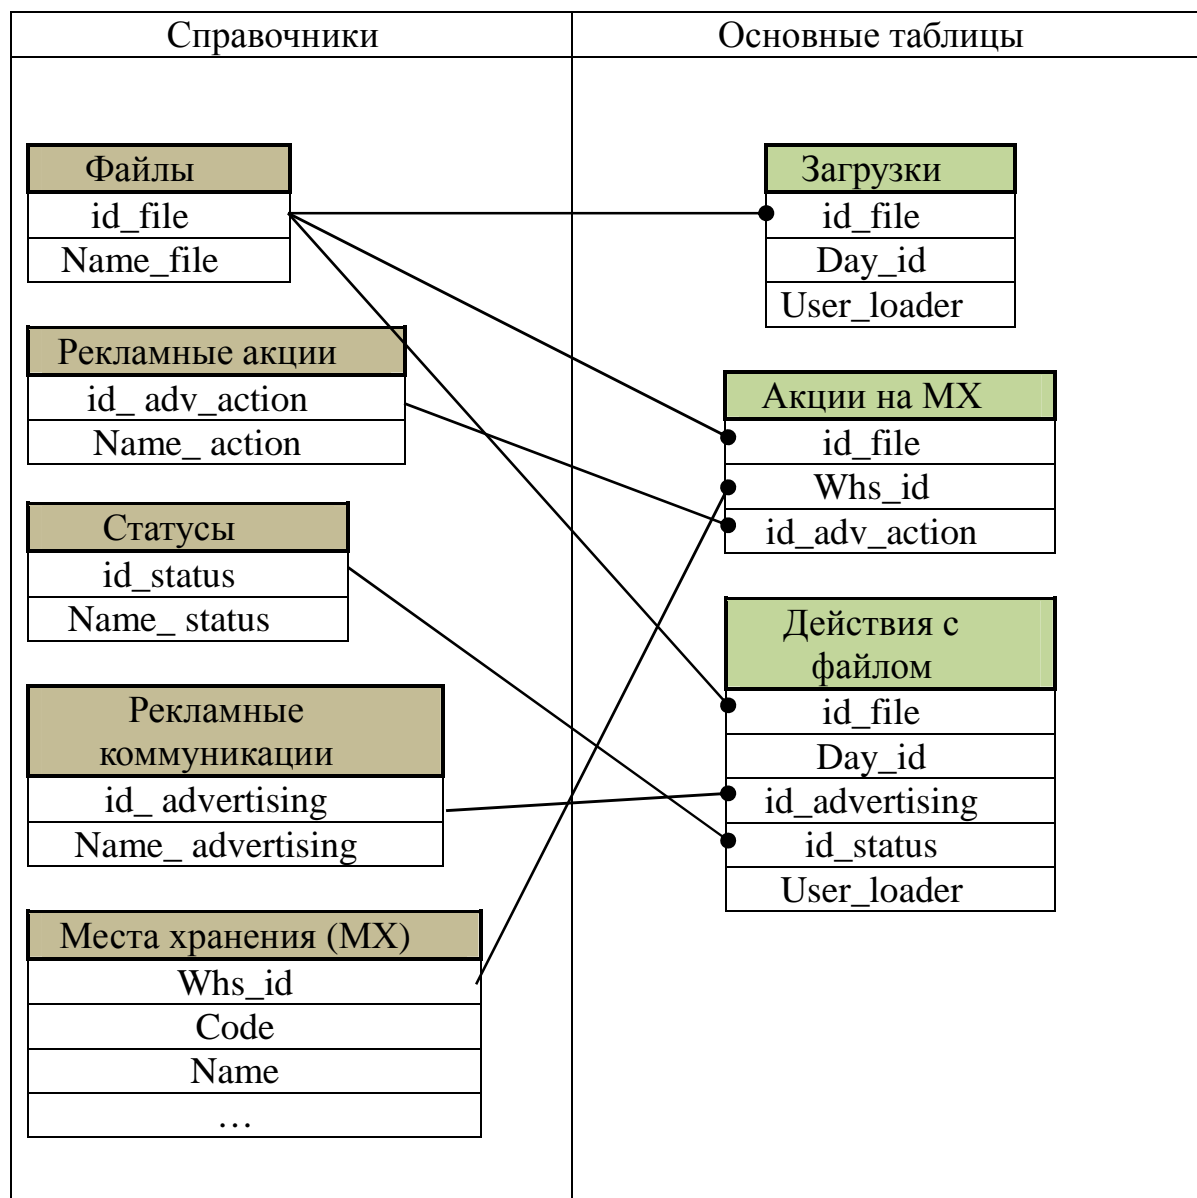 Справочники
Основные таблицы
Файлы
id_file
Name_file
Рекламные акции
id_ adv_action
Name_ action
Статусы
id_status
Name_ status
Рекламные
коммуникации
id_ advertising
Name_ advertising
Места хранения (МХ)
Whs_id
Code
Name
…
Загрузки
id_file
Day_id
User_loader
Акции на МХ
id_file
Whs_id
id_adv_action
Действия с
файлом
id_file
Day_id
id_advertising
id_status
User_loader